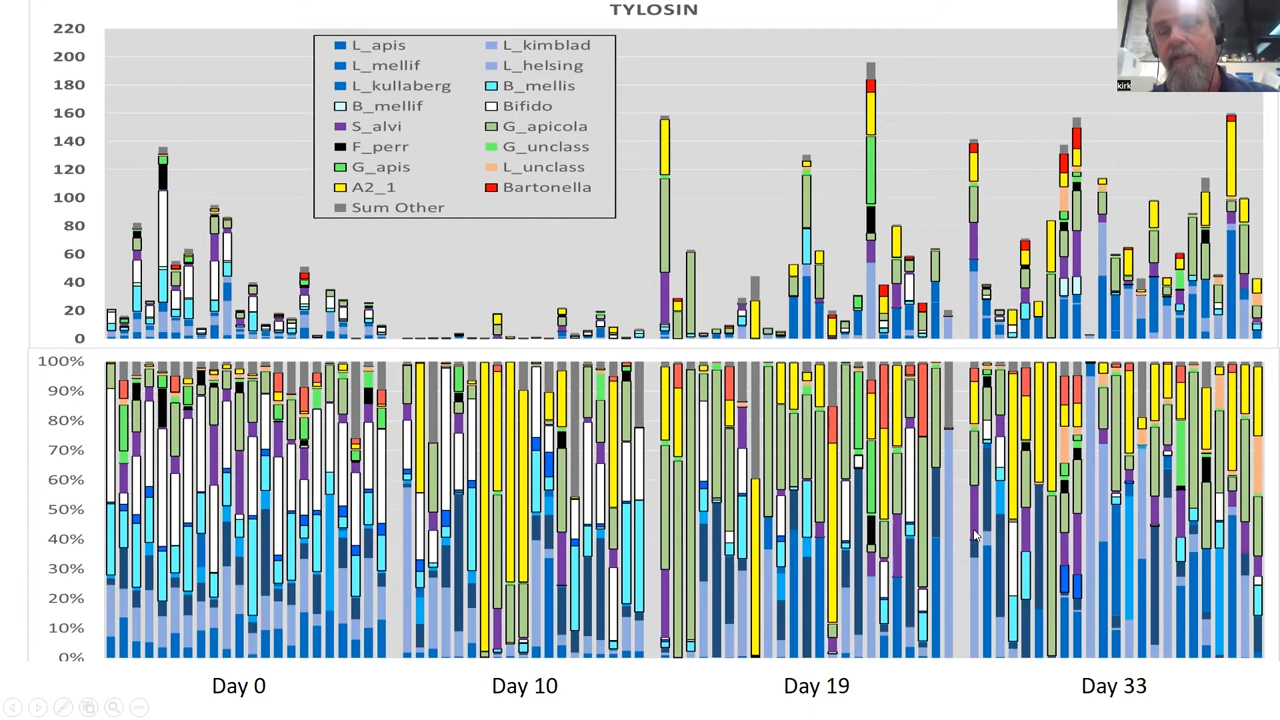 TYLOSIN
220
200
180
160
140
120
100
80
60
40
20
0
L_apis L_kimblad
L_mellif L_helsing
L_kullaberg B_mellis
B_mellif Bifido
S_alvi G_apicola
F_perr G_unclass
G_apis L_unclass
A2_1 Bartonella
Sum Other
kirk
100%
90%
80%
70%
60%
50%
40%
30%
20%
10%
0%
Day 0 Day 10 Day 19 Day 33